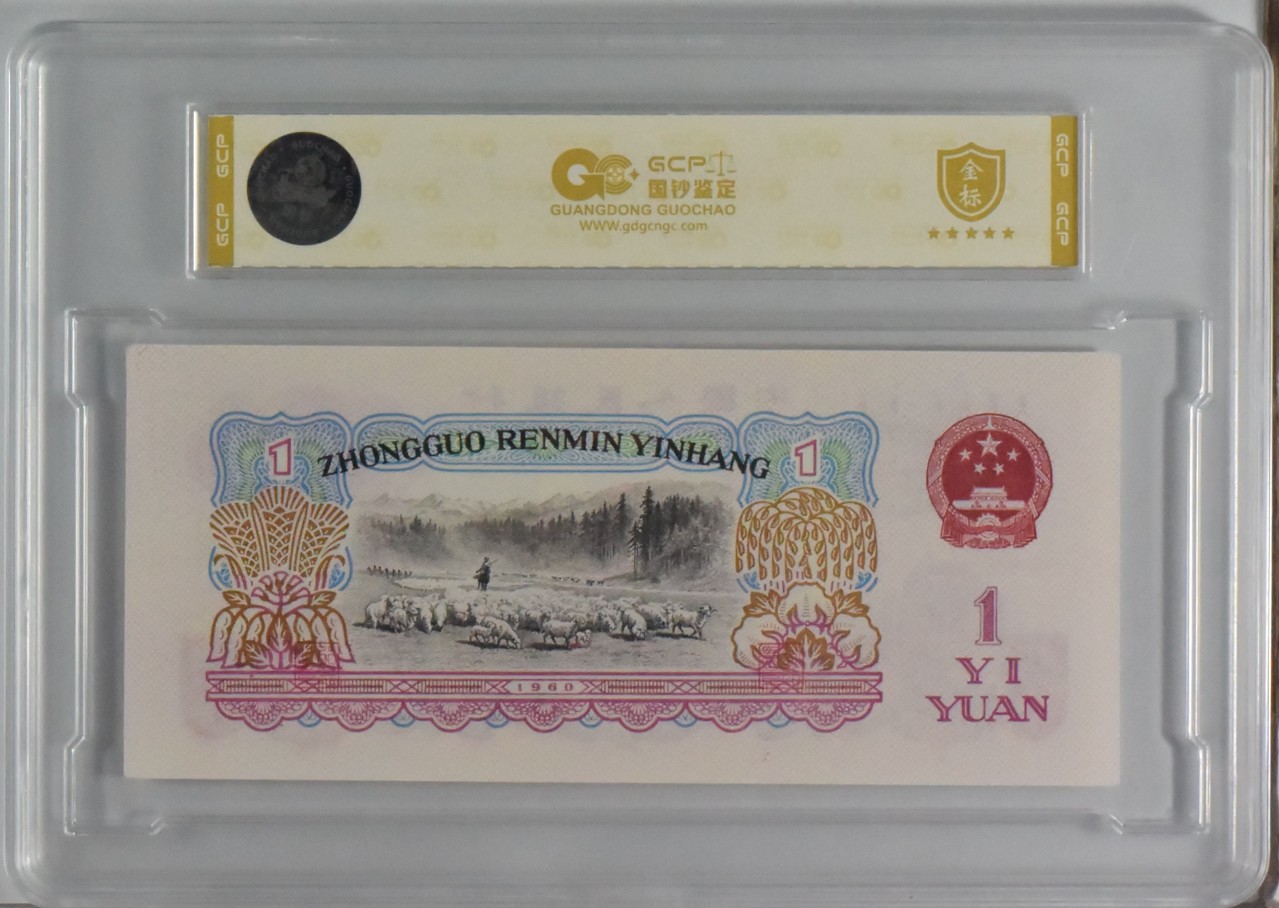 GCP GCP
GCP
国钞鉴定
GUANGDONG GUOCHAO
www.gdgcngc.com
金
标
GCP GCP
1 ZHONGGUO RENMIN YINHANG 1
1960
1
YI
YUAN